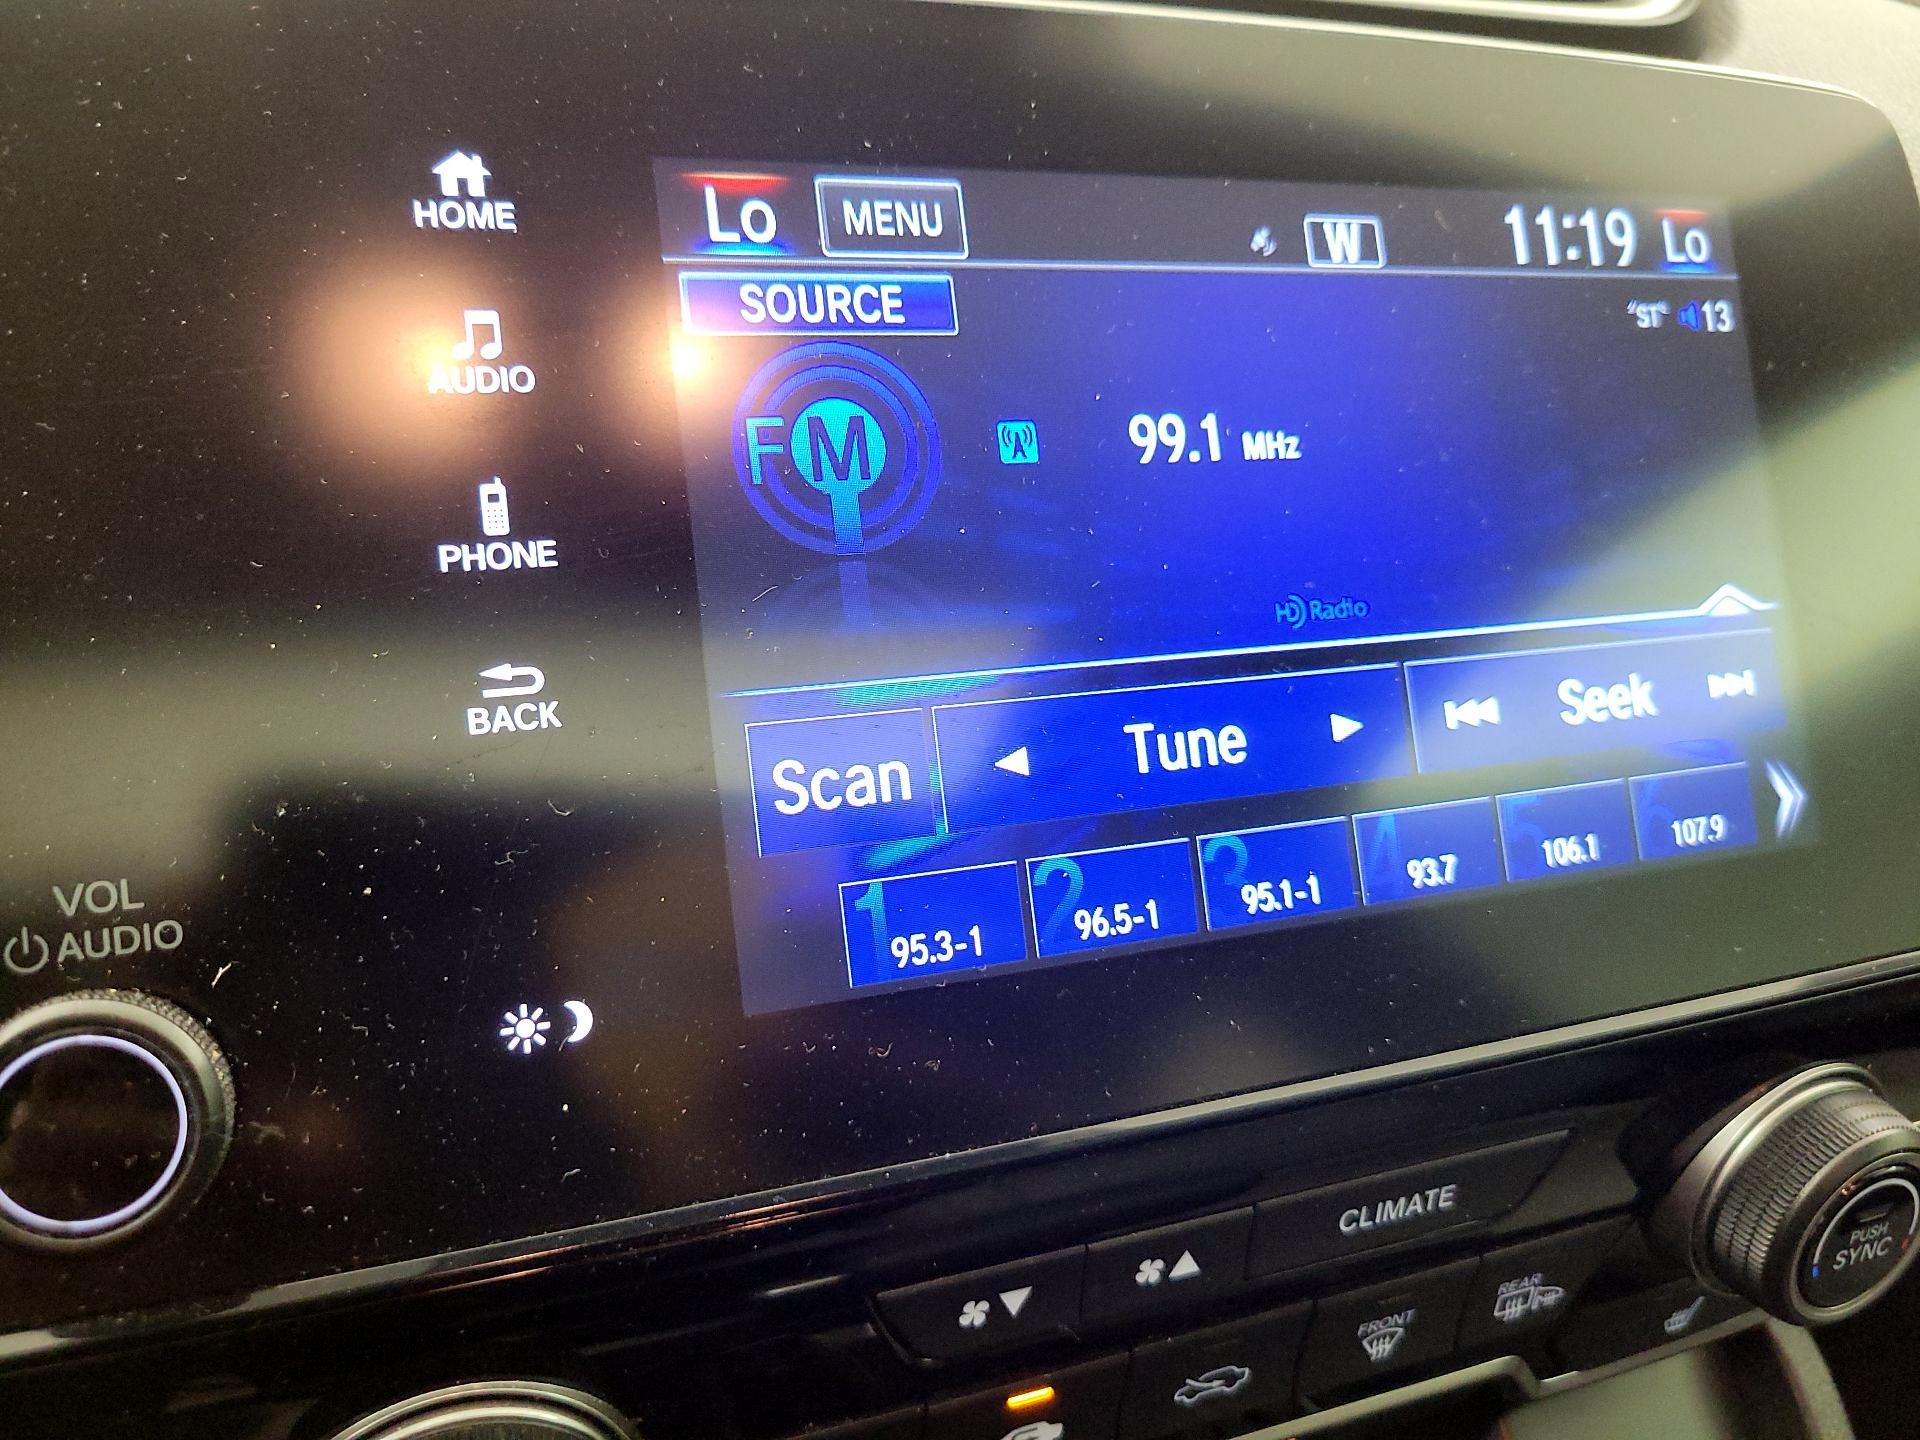 HOME
AUDIO
PHONE
BACK
VOL
AUDIO
Lo MENU W 11:19 Lo
SOURCE
"ST" 13
FM 99.1 MHz
HD Radio
Scan Tune Seek
1 95.3-1
2 96.5-1
3 95.1-1
4 93.7
5 106.1
6 107.9
CLIMATE
PUSH
SYNC
FRONT
REAR